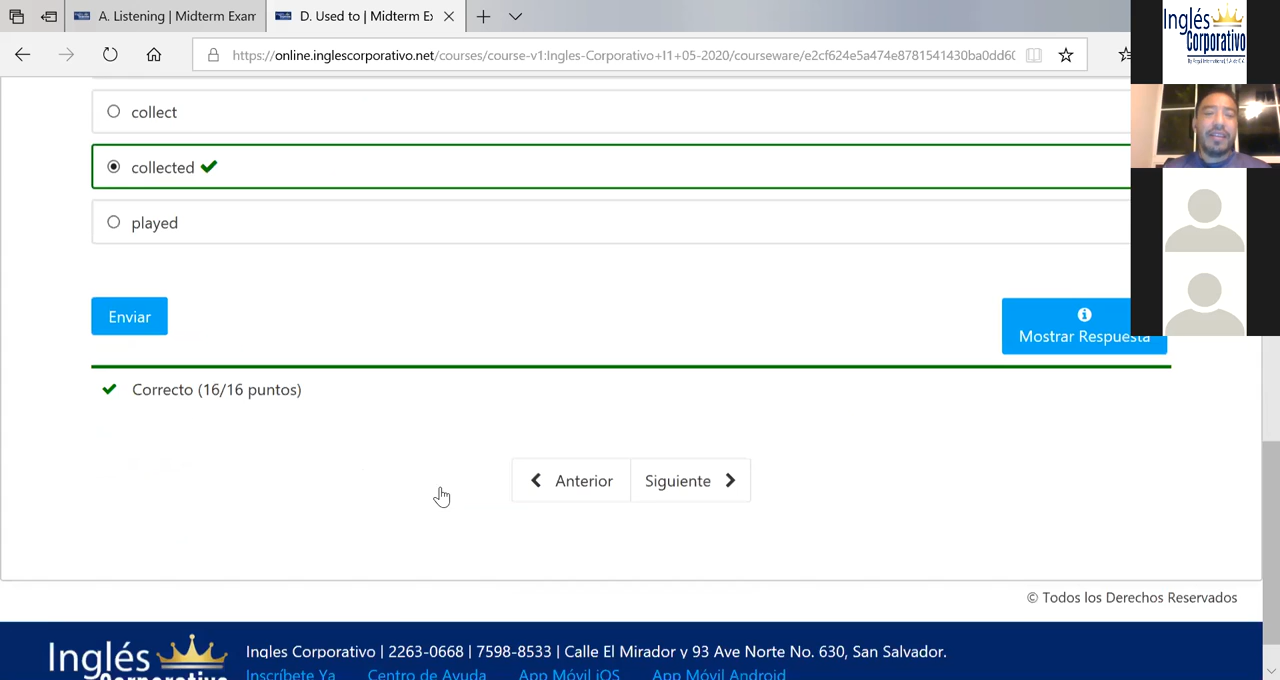 A. Listening | Midterm Exam
D. Used to | Midterm Ex
https://online.inglescorporativo.net/courses/course-v1:Ingles-Corporativo+I1+05-2020/courseware/e2cf624e5a474e8781541430ba0dd60
Inglés
Corporativo
collect
collected
played
Enviar
Mostrar Respuesta
Correcto (16/16 puntos)
Anterior
Siguiente
© Todos los Derechos Reservados
Inglés
Corporativo
Ingles Corporativo | 2263-0668 | 7598-8533 | Calle El Mirador y 93 Ave Norte No. 630, San Salvador.
Inscríbete Ya
Centro de Ayuda
App Móvil iOS
App Móvil Android